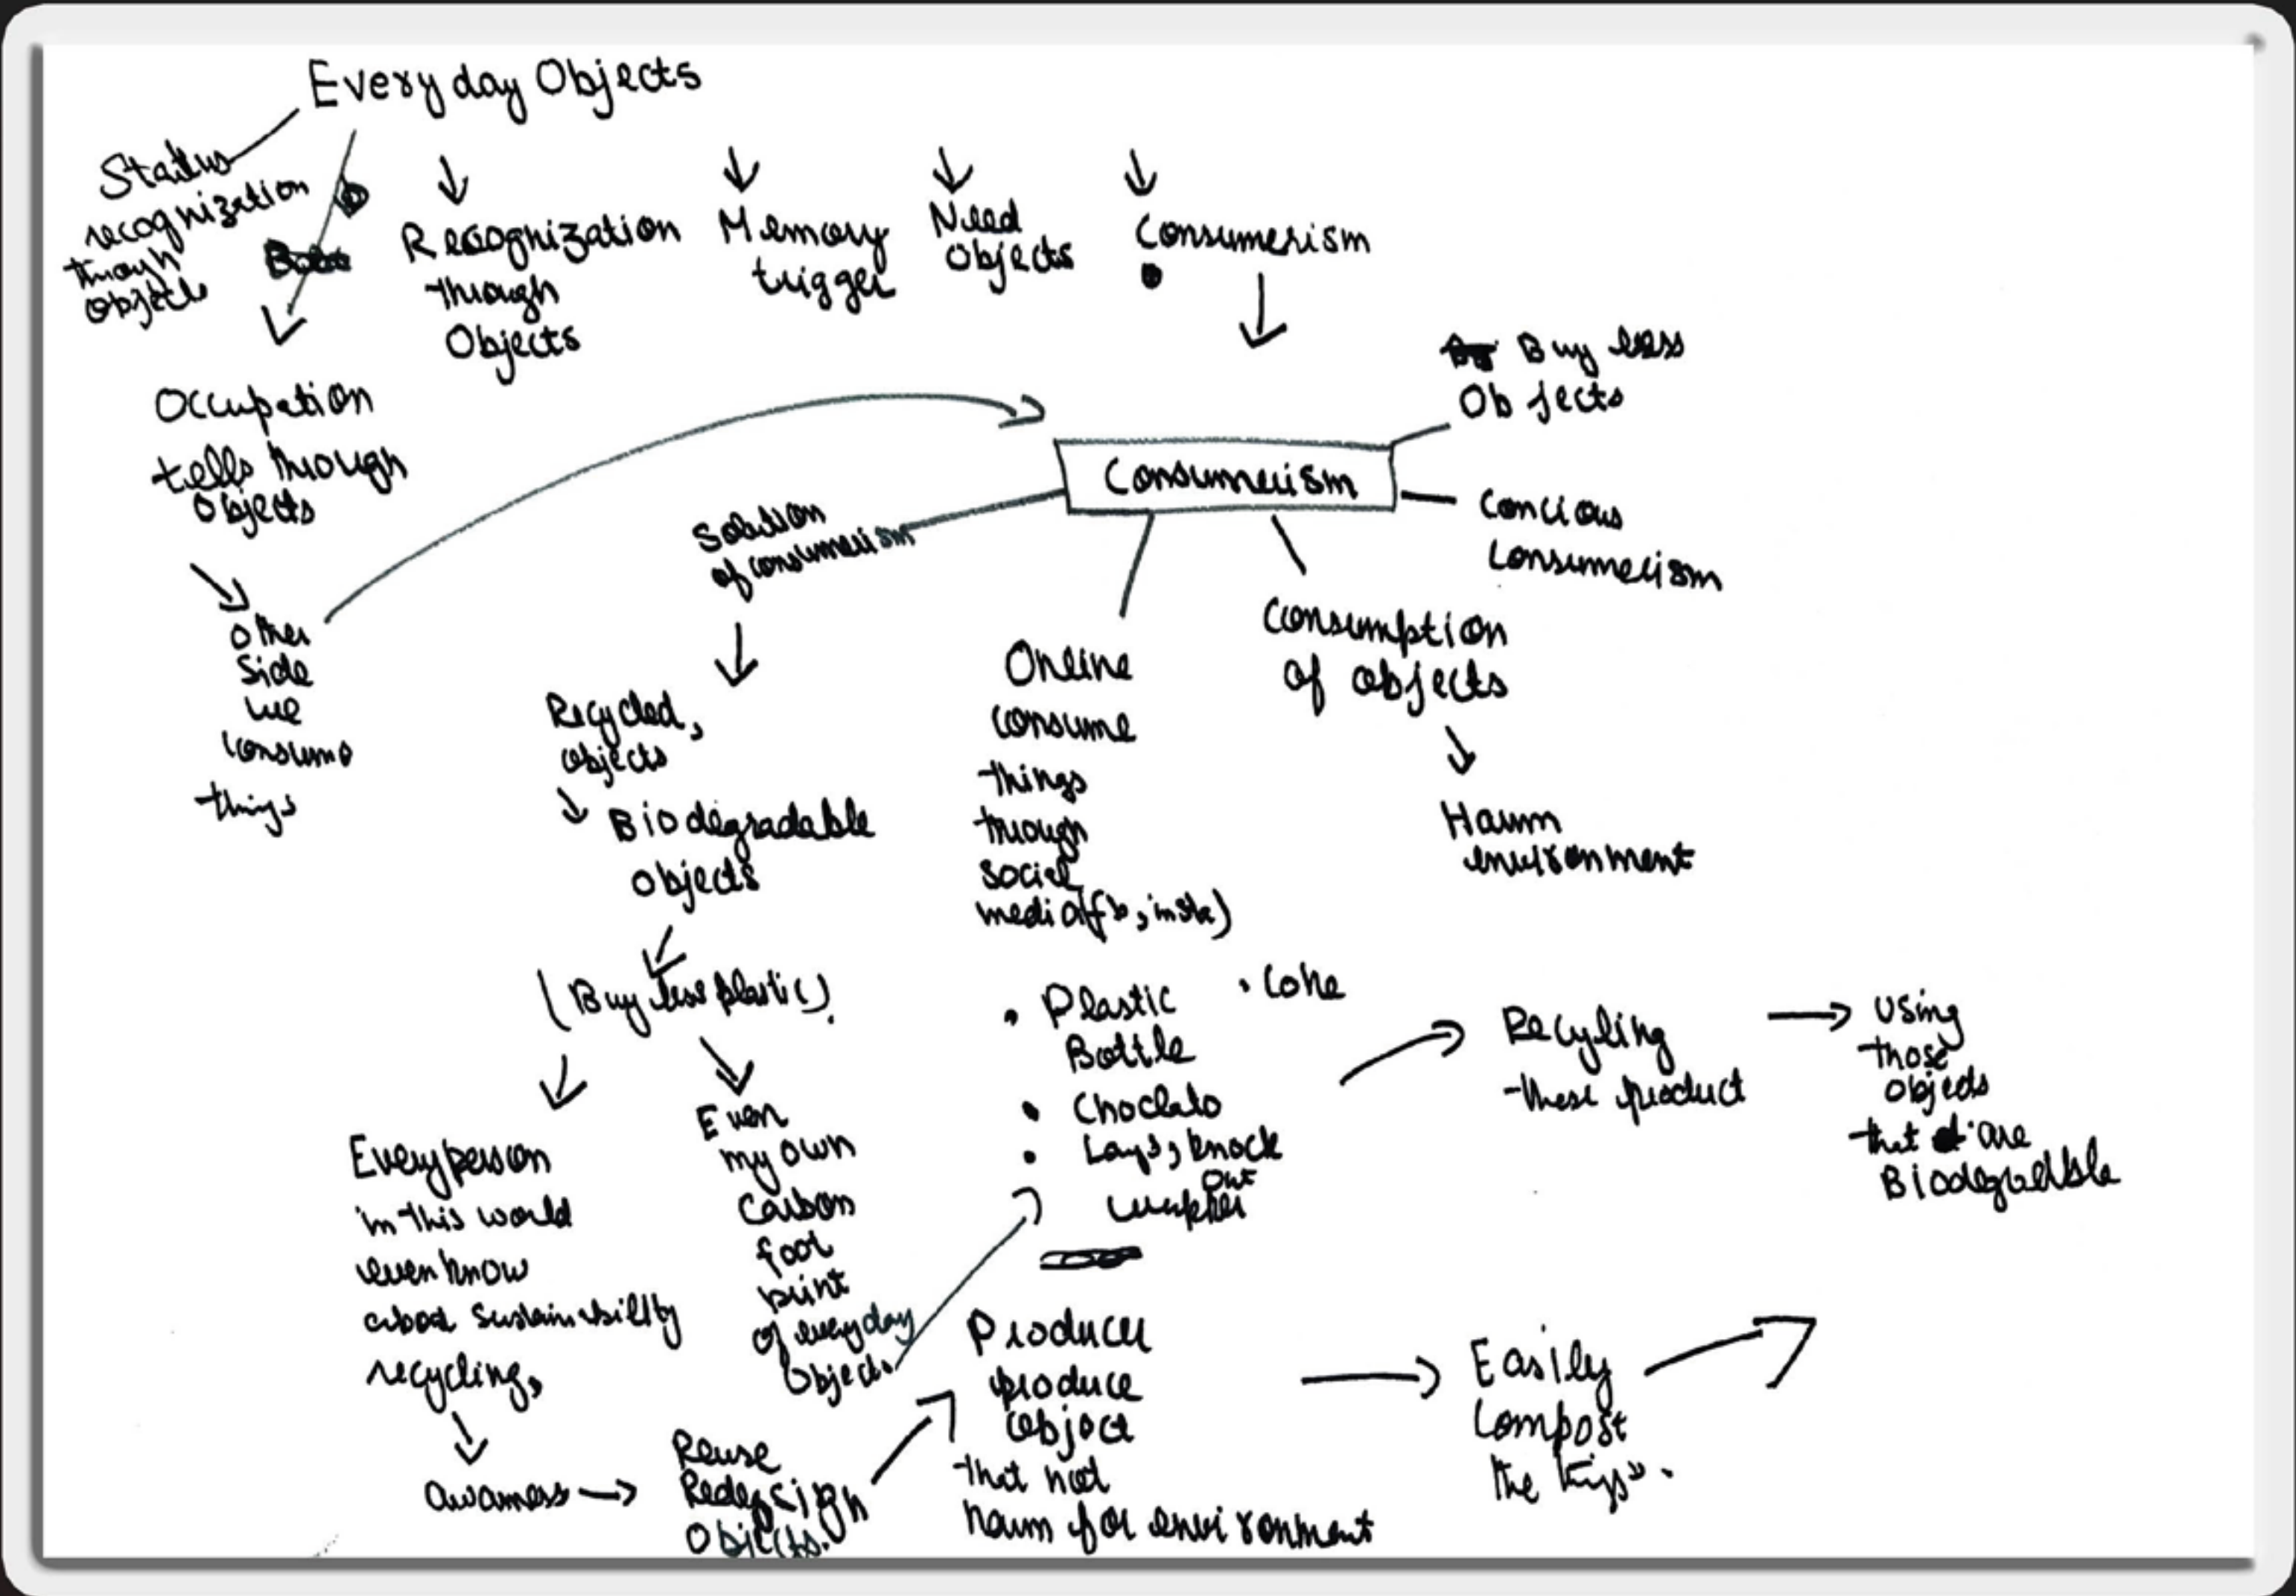 Everyday Objects
Status
recognization
through
objects
Recognization
through
Objects
Memory
trigger
Need
Objects
Consumerism
Occupation
tells through
Objects
Other
Side
we
consume
things
Consumerism
Buy less
Objects
Concious
Consumerism
Consumption
of objects
Harm
environment
Online
consume
things
through
social
media(fb, insta)
Solution
of consumerism
Recycled,
objects
Biodegradable
objects
(Buy less plastic).
Every person
in this world
even know
about Sustainability
recycling,
awarness
Even
my own
Carbon
foot
print
of everyday
Objects.
Reuse
Redesign
Objects.
• Plastic
Bottle
• Coke
• Choclato
• Lays, knock
out
wrapper
Recyling
these product
Using
those
objects
that are
Biodegradble
Producer
produce
object
that not
harm for environment
Easily
Compost
the